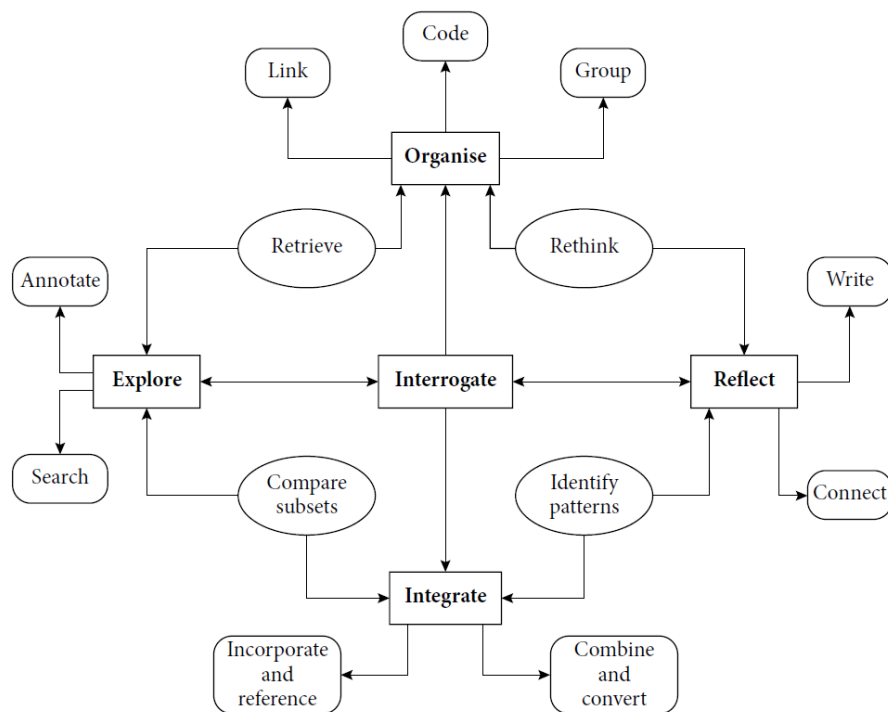 Code
Link
Group
Organise
Retrieve
Rethink
Annotate
Write
Explore
Interrogate
Reflect
Search
Compare
subsets
Identify
patterns
Connect
Integrate
Incorporate
and
reference
Combine
and
convert